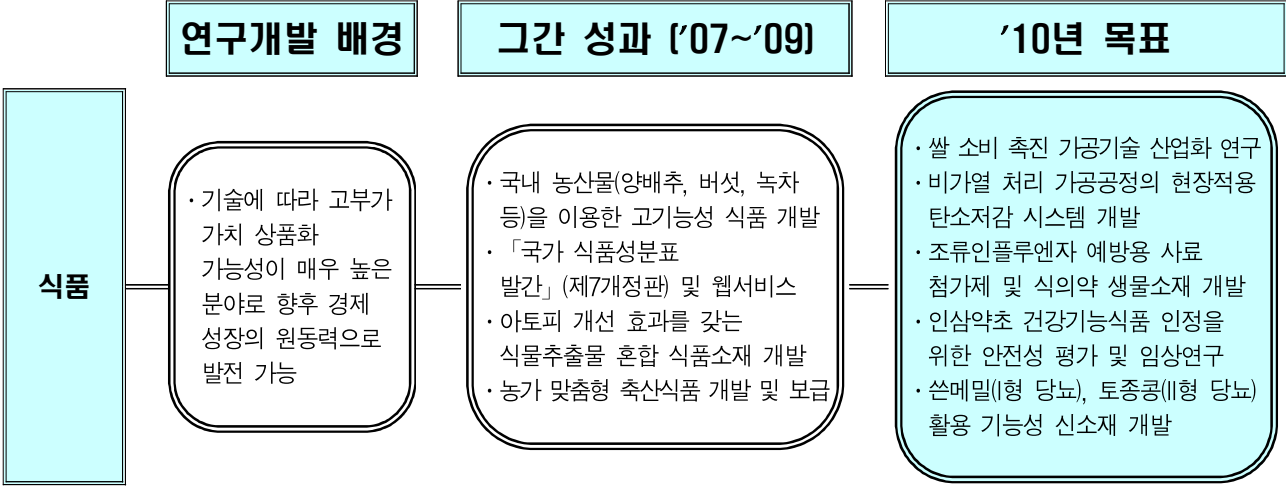 연구개발 배경
그간 성과 ('07~'09)
'10년 목표
식품
· 기술에 따라 고부가
가치 상품화
가능성이 매우 높은
분야로 향후 경제
성장의 원동력으로
발전 가능
· 국내 농산물(양배추, 버섯, 녹차
등)을 이용한 고기능성 식품 개발
· 「국가 식품성분표
발간」(제7개정판) 및 웹서비스
· 아토피 개선 효과를 갖는
식물추출물 혼합 식품소재 개발
· 농가 맞춤형 축산식품 개발 및 보급
· 쌀 소비 촉진 가공기술 산업화 연구
· 비가열 처리 가공공정의 현장적용
탄소저감 시스템 개발
· 조류인플루엔자 예방용 사료
첨가제 및 식의약 생물소재 개발
· 인삼약초 건강기능식품 인정을
위한 안전성 평가 및 임상연구
· 쓴메밀(I형 당뇨), 토종콩(II형 당뇨)
활용 기능성 신소재 개발